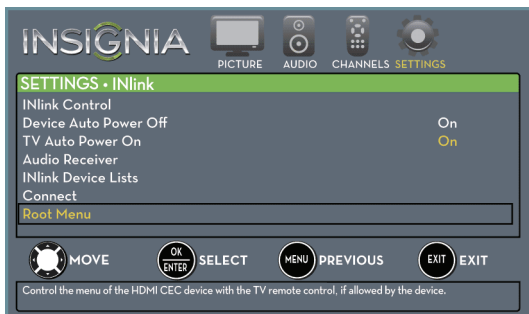 INSIGNIA
PICTURE AUDIO CHANNELS SETTINGS
SETTINGS • INlink
INlink Control
Device Auto Power Off On
TV Auto Power On On
Audio Receiver
INlink Device Lists
Connect
Root Menu
MOVE OK ENTER SELECT MENU PREVIOUS EXIT EXIT
Control the menu of the HDMI CEC device with the TV remote control, if allowed by the device.